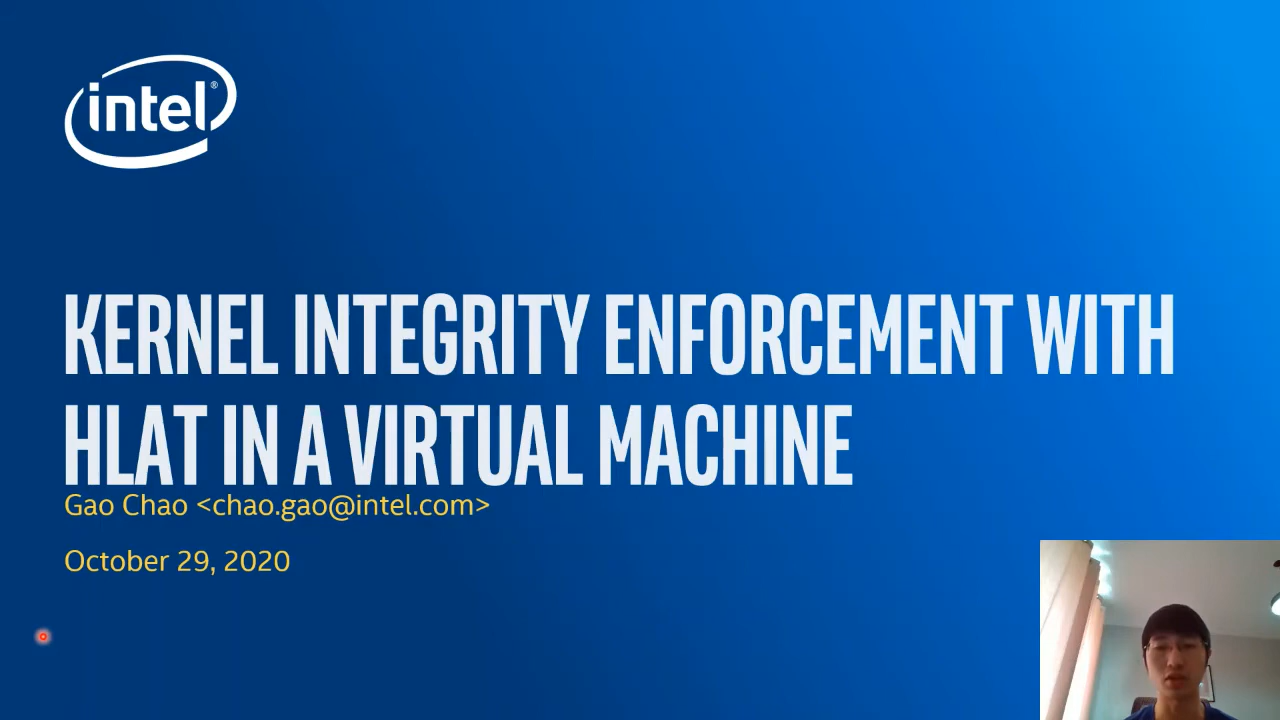 intel®
KERNEL INTEGRITY ENFORCEMENT WITH
HLAT IN A VIRTUAL MACHINE
Gao Chao <chao.gao@intel.com>
October 29, 2020